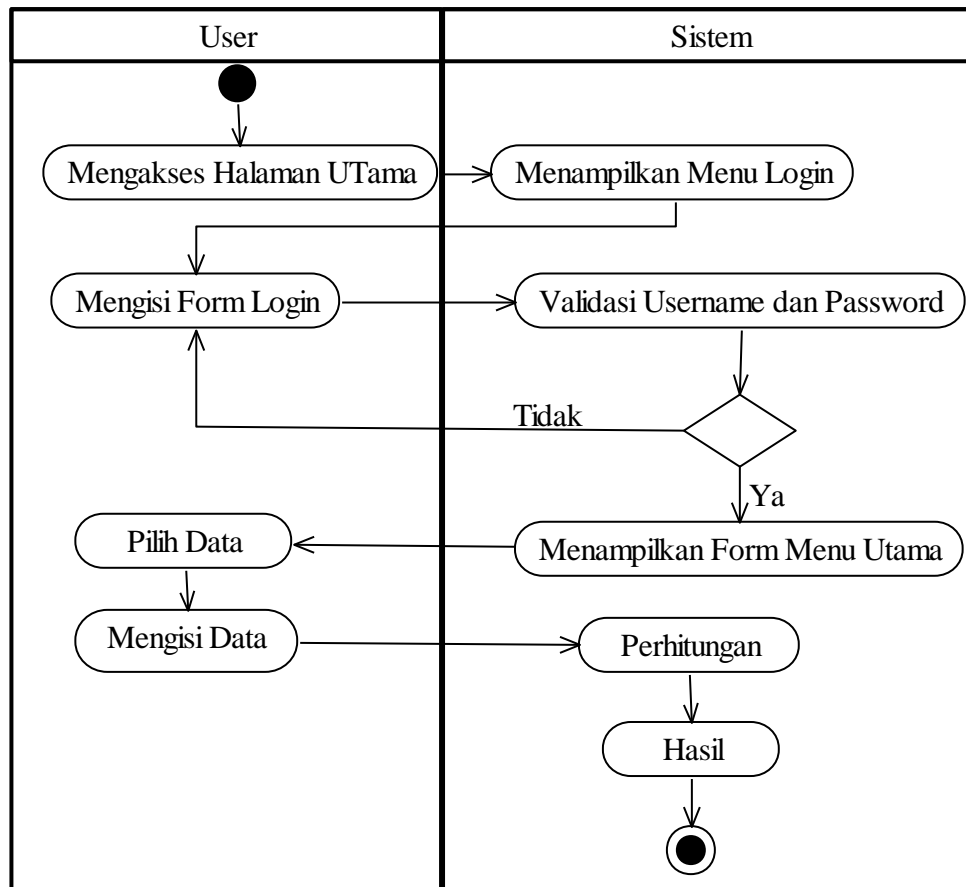 User
Sistem
Mengakses Halaman UTama
Menampilkan Menu Login
Mengisi Form Login
Validasi Username dan Password
Tidak
Ya
Pilih Data
Menampilkan Form Menu Utama
Mengisi Data
Perhitungan
Hasil